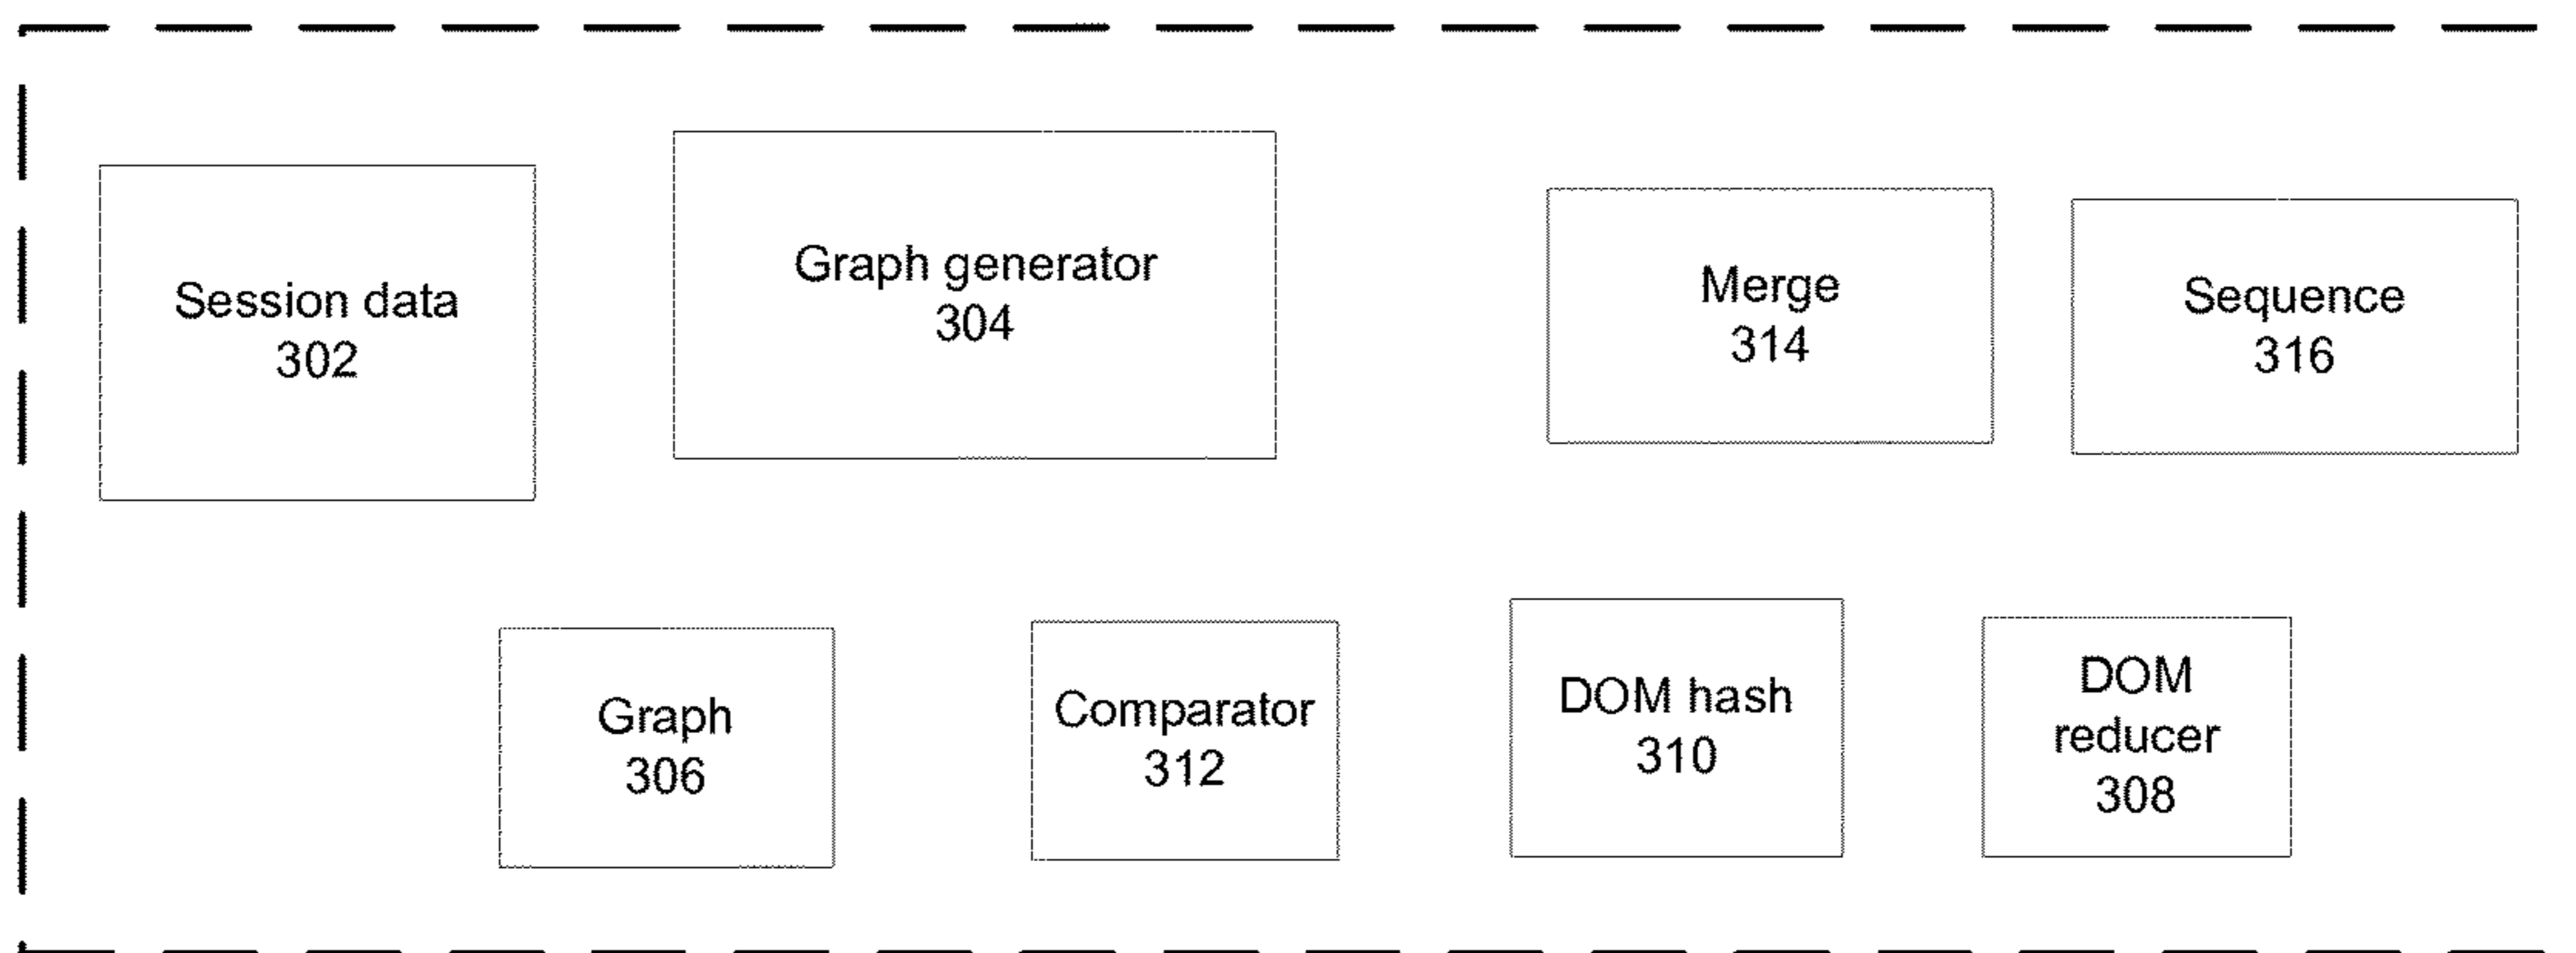 Session data
302
Graph generator
304
Merge
314
Sequence
316
Graph
306
Comparator
312
DOM hash
310
DOM
reducer
308